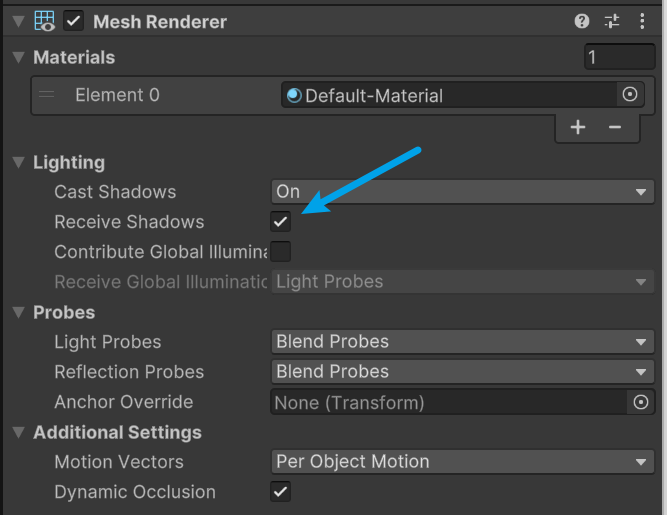 Mesh Renderer
Materials 1
Element 0 Default-Material
Lighting
Cast Shadows On
Receive Shadows
Contribute Global Illumina
Receive Global Illuminatio Light Probes
Probes
Light Probes Blend Probes
Reflection Probes Blend Probes
Anchor Override None (Transform)
Additional Settings
Motion Vectors Per Object Motion
Dynamic Occlusion